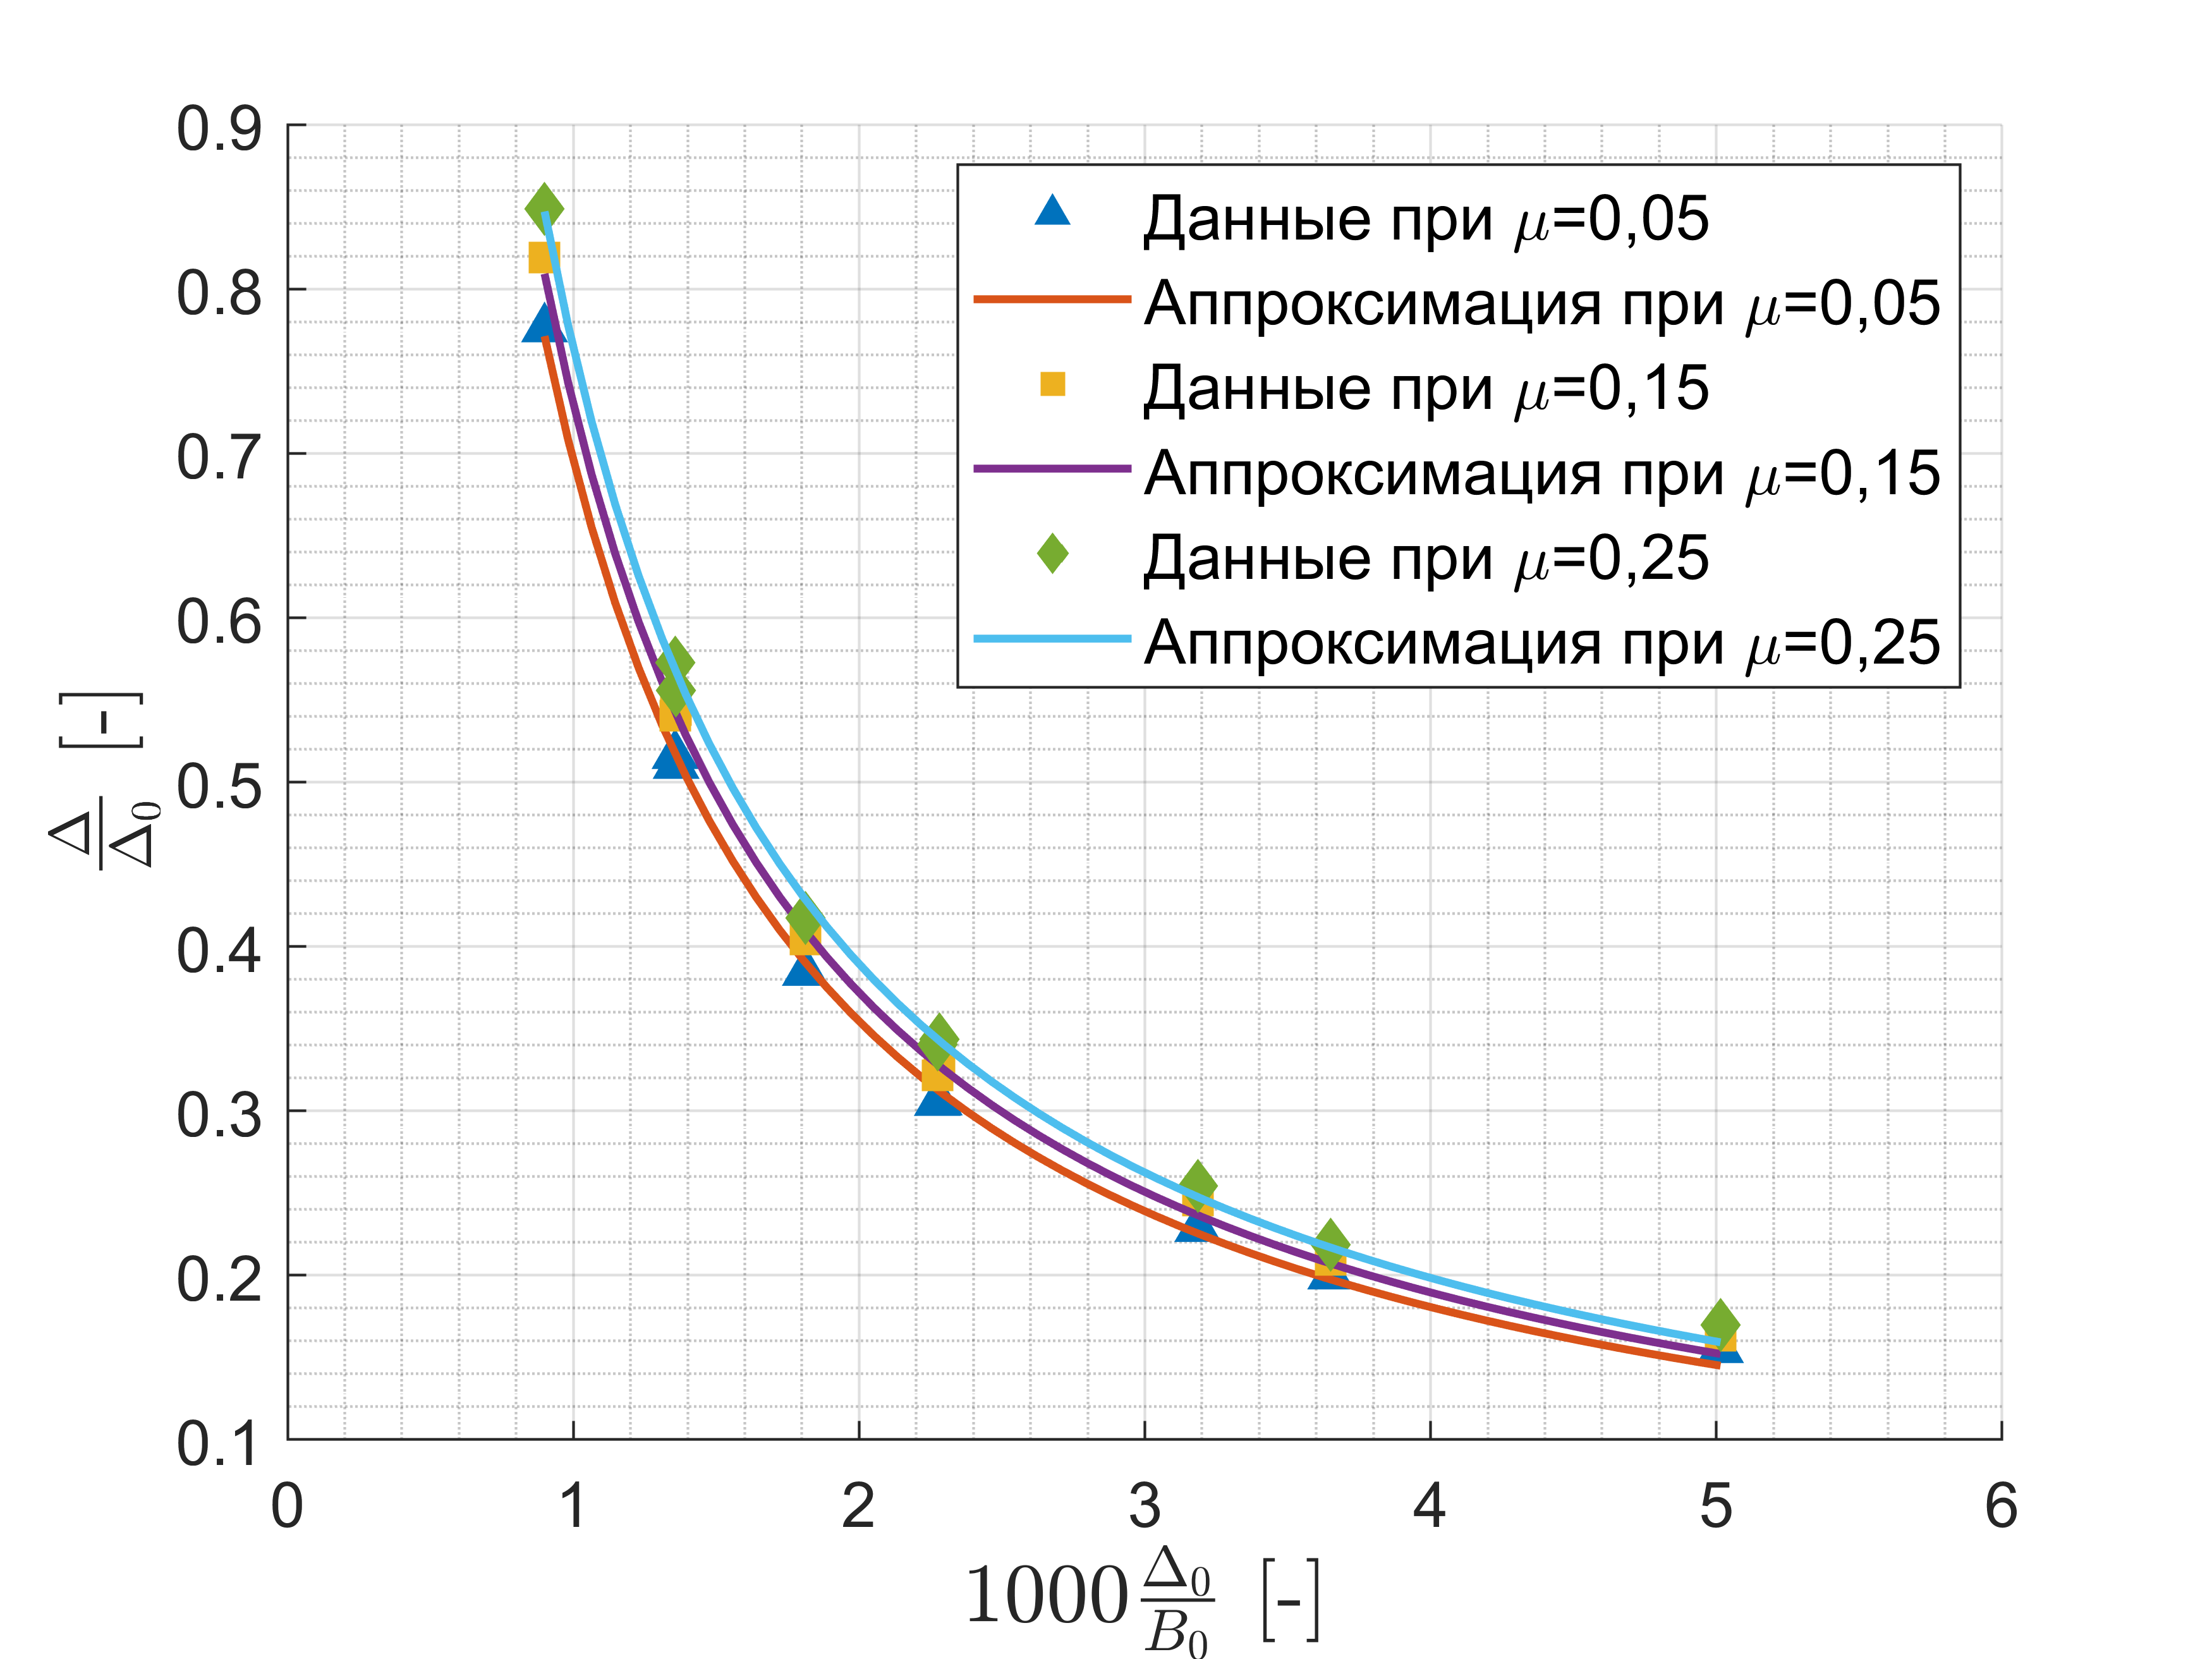 0.9
0.8
0.7
0.6
0.5
0.4
0.3
0.2
0.1
Δ/Δ₀ [-]
Данные при μ=0,05
Аппроксимация при μ=0,05
Данные при μ=0,15
Аппроксимация при μ=0,15
Данные при μ=0,25
Аппроксимация при μ=0,25
0 1 2 3 4 5 6
1000 Δ₀/B₀ [-]